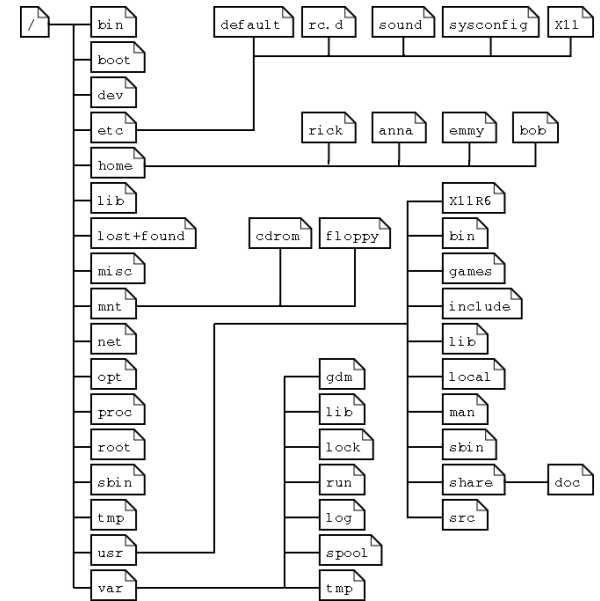 / bin default rc.d sound sysconfig X11
boot
dev
etc rick anna emmy bob
home
lib X11R6
lost+found cdrom floppy bin
misc games
mnt include
net lib
opt gdm local
proc lib man
root lock sbin
sbin run share doc
tmp log src
usr spool
var tmp